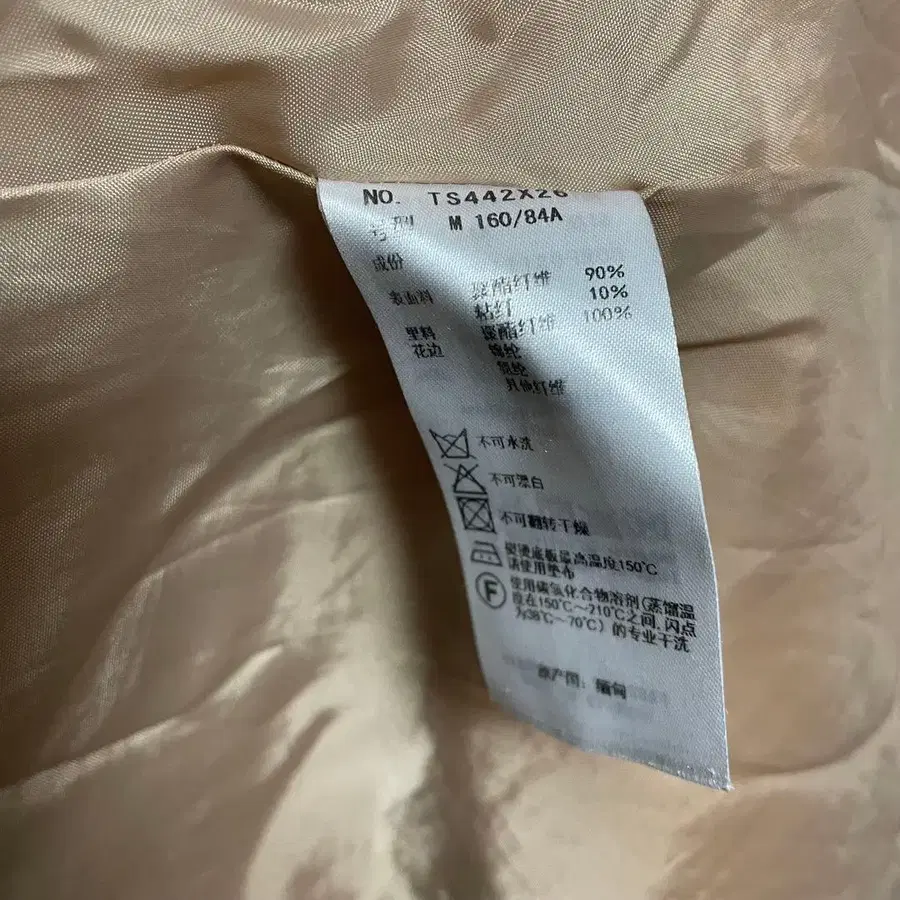 NO. TS442X26
号型 M 160/84A
成份
表面料 聚酯纤维 90%
粘纤 10%
里料 聚酯纤维 100%
花边 锦纶
氨纶
其他纤维
不可水洗
不可漂白
不可翻转干燥
熨烫底板最高温度150℃
请使用垫布
F 使用碳氢化合物溶剂(蒸馏温
度在150℃~210℃之间,闪点
为38℃~70℃)的专业干洗
原产国: 缅甸